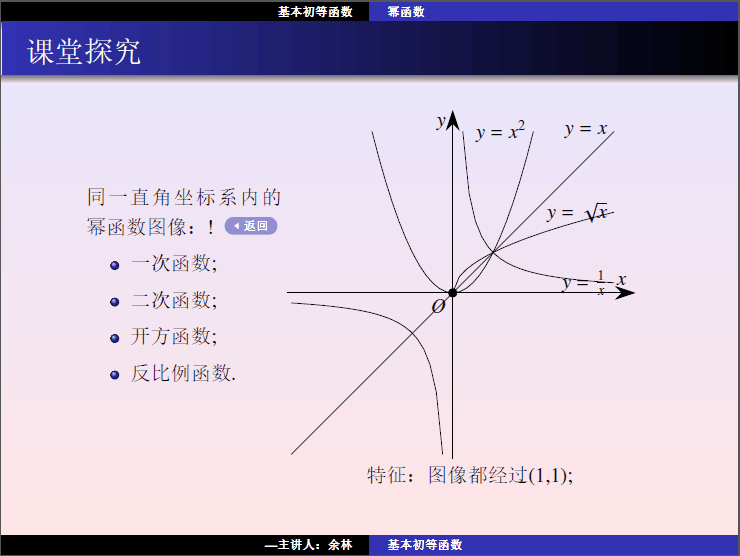 基本初等函数 幂函数
课堂探究
同一直角坐标系内的
幂函数图像：!
返回
一次函数;
二次函数;
开方函数;
反比例函数.
y
y = x²
y = x
y = √x
y = 1/x
x
O
特征：图像都经过(1,1);
—主讲人：余林 基本初等函数